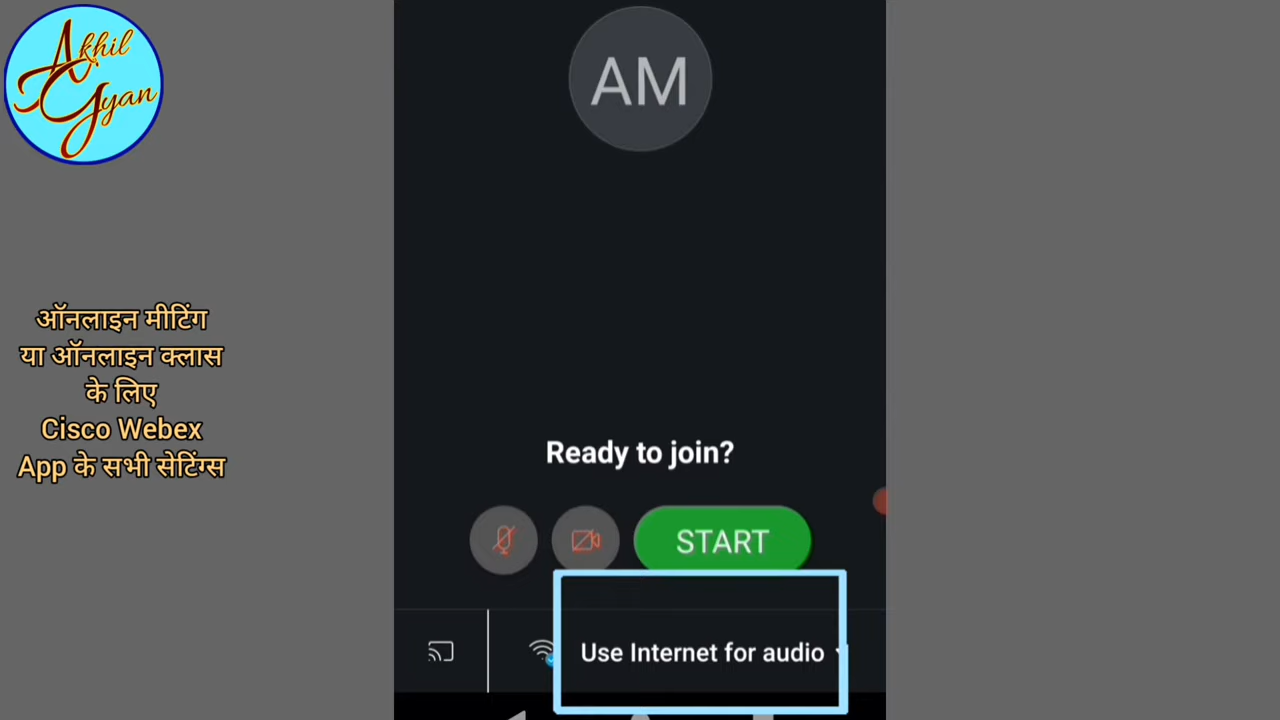 Akhil
Gyan
AM
ऑनलाइन मीटिंग
या ऑनलाइन क्लास
के लिए
Cisco Webex
App के सभी सेटिंग्स
Ready to join?
START
Use Internet for audio